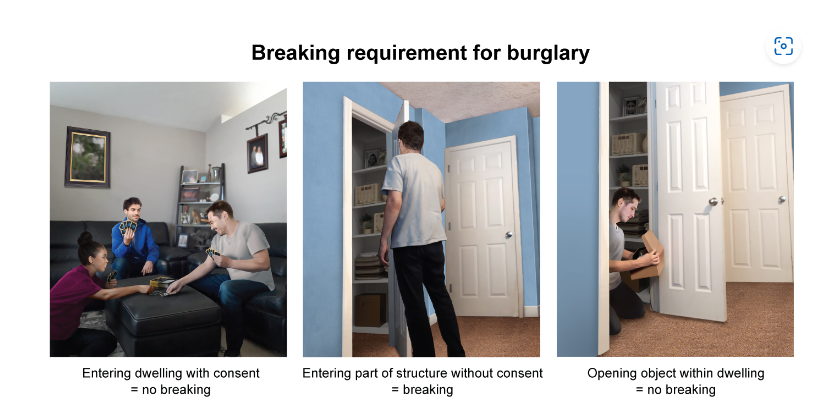 Breaking requirement for burglary
Entering dwelling with consent
= no breaking
Entering part of structure without consent
= breaking
Opening object within dwelling
= no breaking